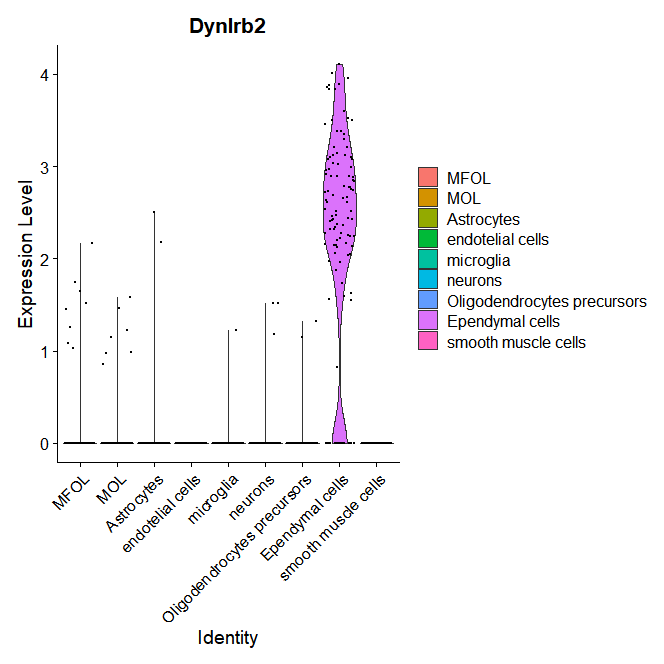 Dynlrb2
Expression Level
4
3
2
1
0
MFOL
MOL
Astrocytes
endotelial cells
microglia
neurons
Oligodendrocytes precursors
Ependymal cells
smooth muscle cells
Identity
MFOL
MOL
Astrocytes
endotelial cells
microglia
neurons
Oligodendrocytes precursors
Ependymal cells
smooth muscle cells